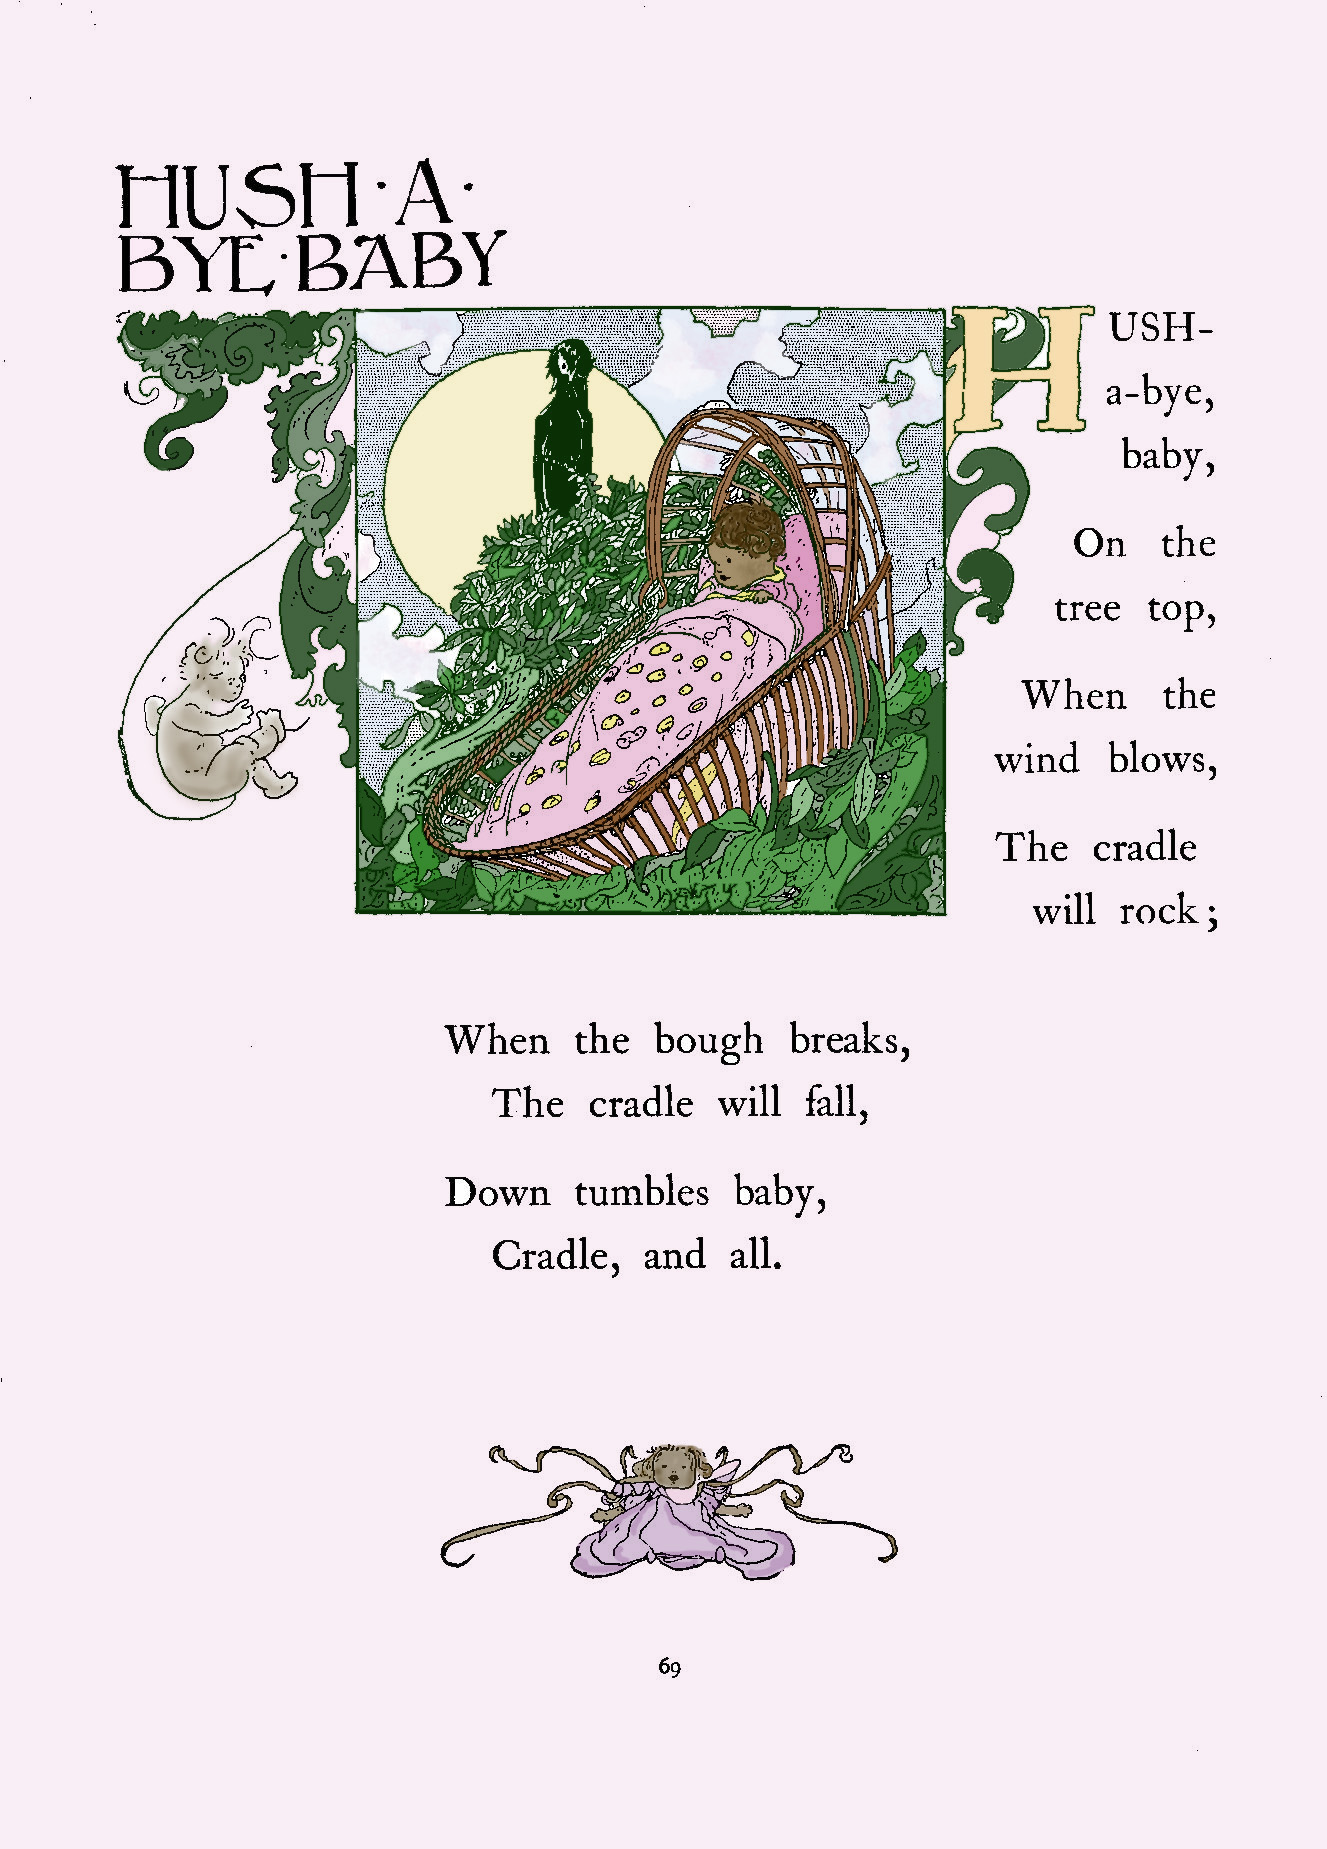 HUSH·A·
BYE·BABY
HUSH-
a-bye,
baby,
On the
tree top,
When the
wind blows,
The cradle
will rock;
When the bough breaks,
The cradle will fall,
Down tumbles baby,
Cradle, and all.
69